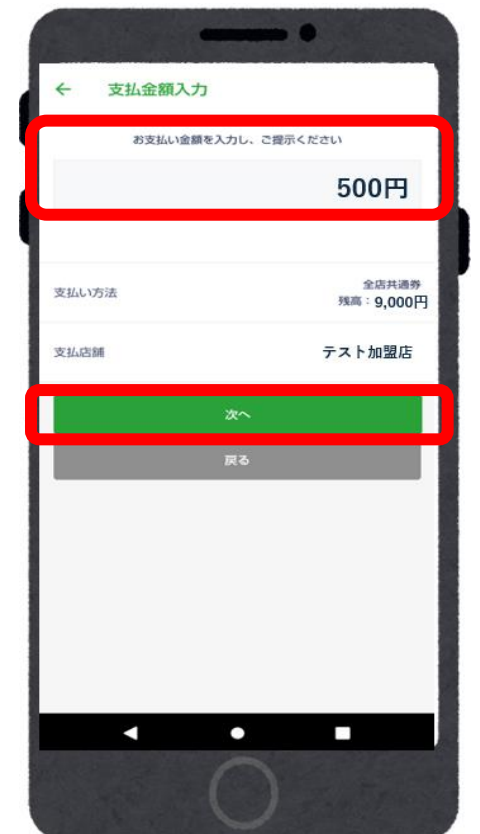 支払金額入力
お支払い金額を入力し、ご提示ください
500円
支払い方法
全店共通券
残高：9,000円
支払店舗
テスト加盟店
次へ
戻る